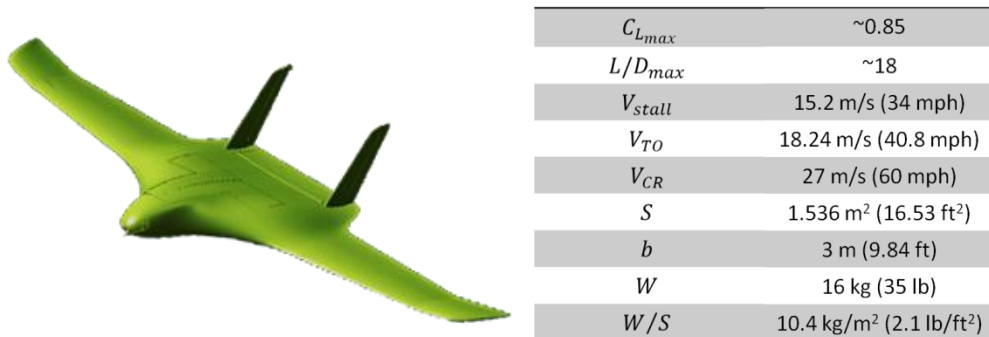 C_{L_{max}} ~0.85
L/D_{max} ~18
V_{stall} 15.2 m/s (34 mph)
V_{TO} 18.24 m/s (40.8 mph)
V_{CR} 27 m/s (60 mph)
S 1.536 m² (16.53 ft²)
b 3 m (9.84 ft)
W 16 kg (35 lb)
W/S 10.4 kg/m² (2.1 lb/ft²)